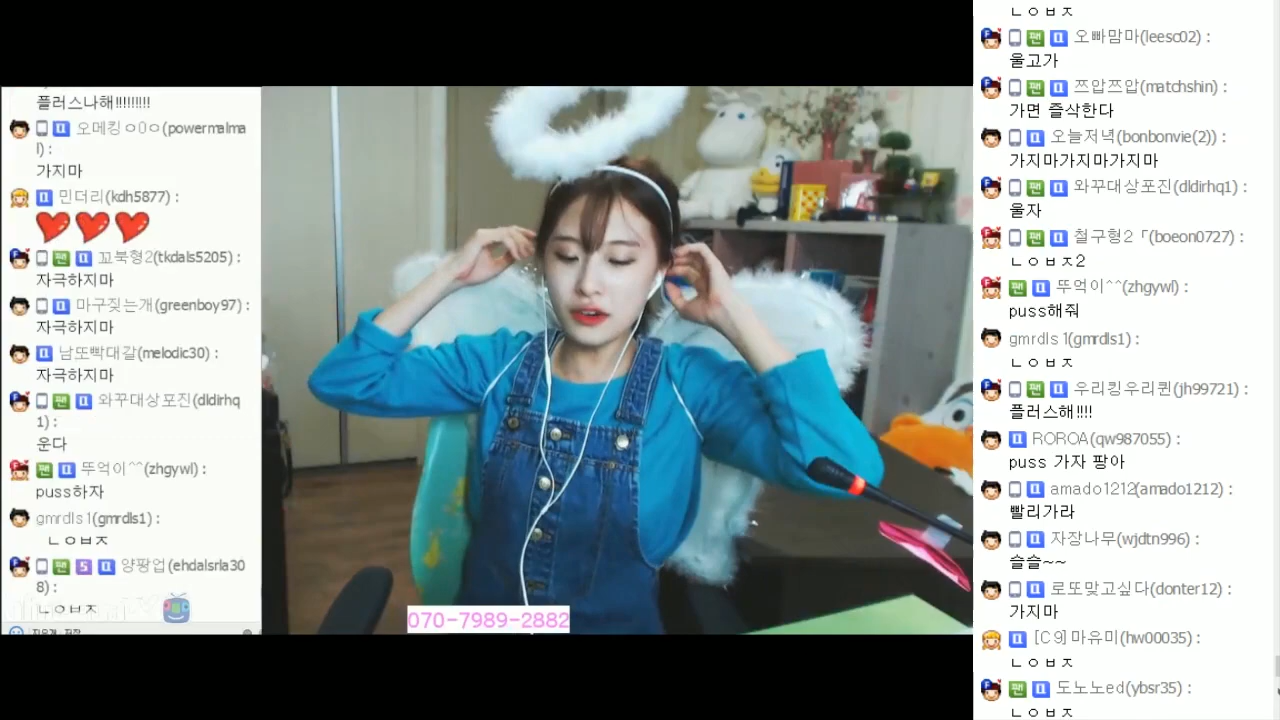 플러스나해!!!!!!!!!
오메킹ㅇ0ㅇ(powermalma
l) :
가지마
민더리(kdh5877) :
꼬북형2(tkdals5205) :
자극하지마
마구짖는개(greenboy97) :
자극하지마
남또빡대갈(melodic30) :
자극하지마
와꾸대상포진(dldirhq
1) :
운다
뚜억이^^(zhgywl) :
puss하자
gmrdls1(gmrdls1) :
ㄴㅇㅂㅈ
양팡업(ehdalsrla30
8) :
ㄴㅇㅂㅈ
070-7989-2882
ㄴㅇㅂㅈ
오빠맘마(leesc02) :
울고가
쯔압쯔압(matchshin) :
가면 즐삭한다
오늘저녁(bonbonvie(2)) :
가지마가지마가지마
와꾸대상포진(dldirhq1) :
울자
철구형2「(boeon0727) :
ㄴㅇㅂㅈ2
뚜억이^^(zhgywl) :
puss해줘
gmrdls1(gmrdls1) :
ㄴㅇㅂㅈ
우리킹우리퀸(jh99721) :
플러스해!!!!
ROROA(qw987055) :
puss 가자 팡아
amado1212(amado1212) :
빨리가라
자장나무(wjdtn996) :
슬슬~~
로또맞고싶다(donter12) :
가지마
[C9]마유미(hw00035) :
ㄴㅇㅂㅈ
도노노ed(ybsr35) :
ㄴㅇㅂㅈ